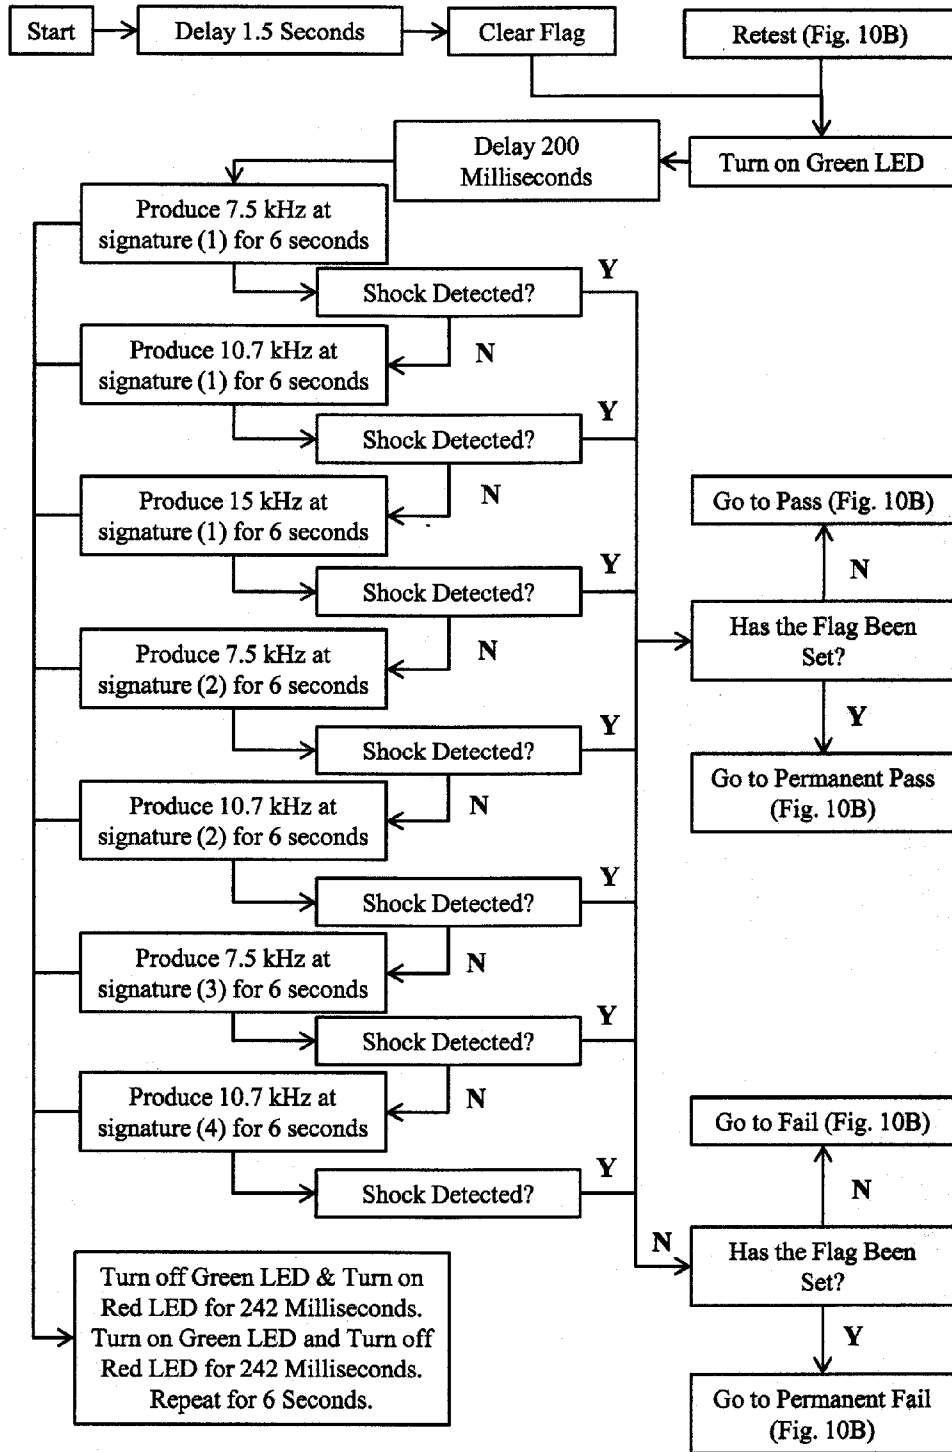 Start
Delay 1.5 Seconds
Clear Flag
Retest (Fig. 10B)
Delay 200
Milliseconds
Turn on Green LED
Produce 7.5 kHz at
signature (1) for 6 seconds
Y
Shock Detected?
N
Produce 10.7 kHz at
signature (1) for 6 seconds
Y
Shock Detected?
N
Produce 15 kHz at
signature (1) for 6 seconds
Go to Pass (Fig. 10B)
N
Y
Shock Detected?
Has the Flag Been
Set?
N
Produce 7.5 kHz at
signature (2) for 6 seconds
Y
Y
Shock Detected?
Go to Permanent Pass
(Fig. 10B)
N
Produce 10.7 kHz at
signature (2) for 6 seconds
Y
Shock Detected?
N
Produce 7.5 kHz at
signature (3) for 6 seconds
Y
Shock Detected?
N
Produce 10.7 kHz at
signature (4) for 6 seconds
Go to Fail (Fig. 10B)
Y
Shock Detected?
N
N
Has the Flag Been
Set?
Turn off Green LED & Turn on
Red LED for 242 Milliseconds.
Turn on Green LED and Turn off
Red LED for 242 Milliseconds.
Repeat for 6 Seconds.
Y
Go to Permanent Fail
(Fig. 10B)